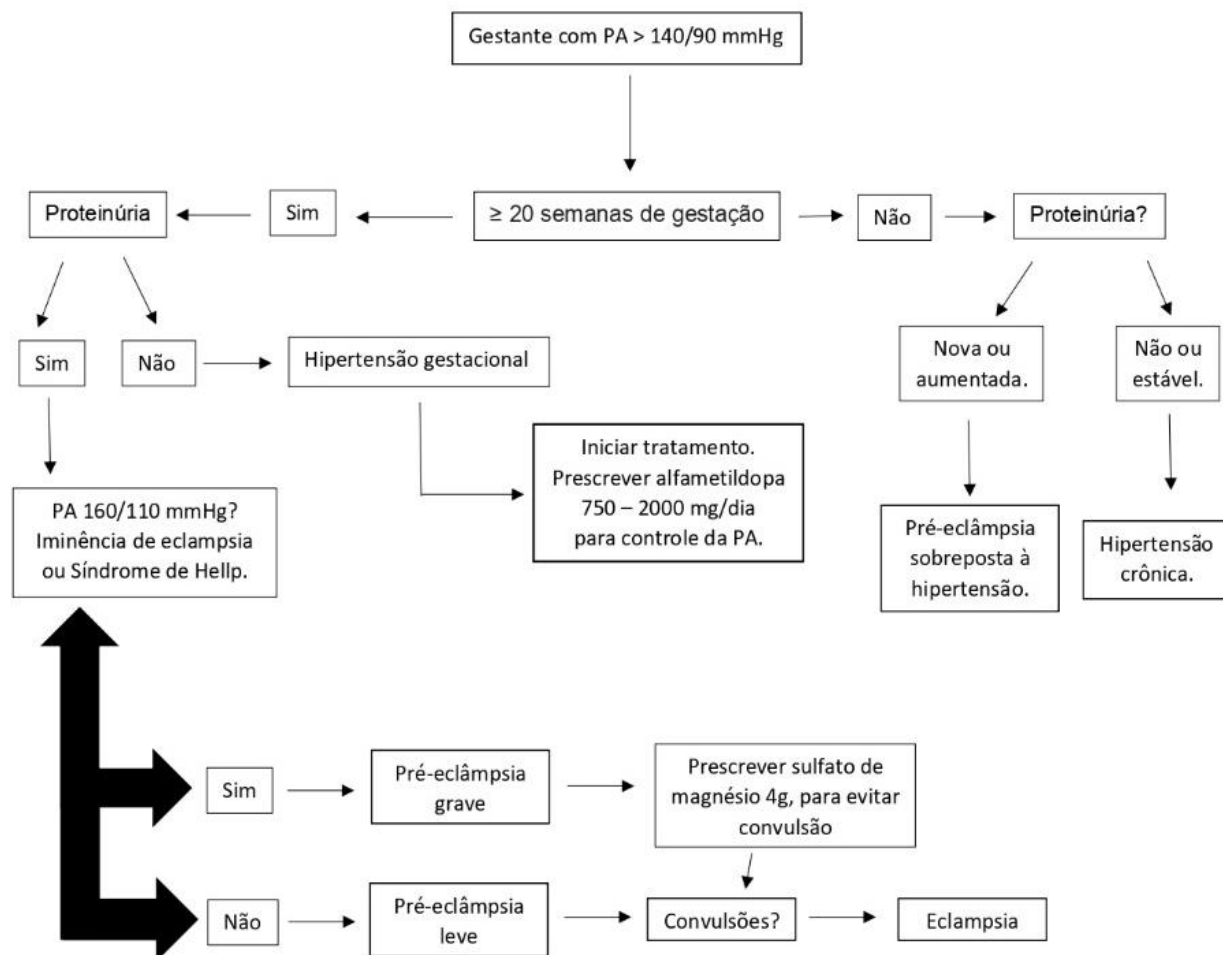 Gestante com PA > 140/90 mmHg
Proteinúria
Sim
≥ 20 semanas de gestação
Não
Proteinúria?
Sim
Não
Hipertensão gestacional
Nova ou
aumentada.
Não ou
estável.
Iniciar tratamento.
Prescrever alfametildopa
750 – 2000 mg/dia
para controle da PA.
PA 160/110 mmHg?
Iminência de eclampsia
ou Síndrome de Hellp.
Pré-eclâmpsia
sobreposta à
hipertensão.
Hipertensão
crônica.
Sim
Pré-eclâmpsia
grave
Prescrever sulfato de
magnésio 4g, para evitar
convulsão
Não
Pré-eclâmpsia
leve
Convulsões?
Eclampsia